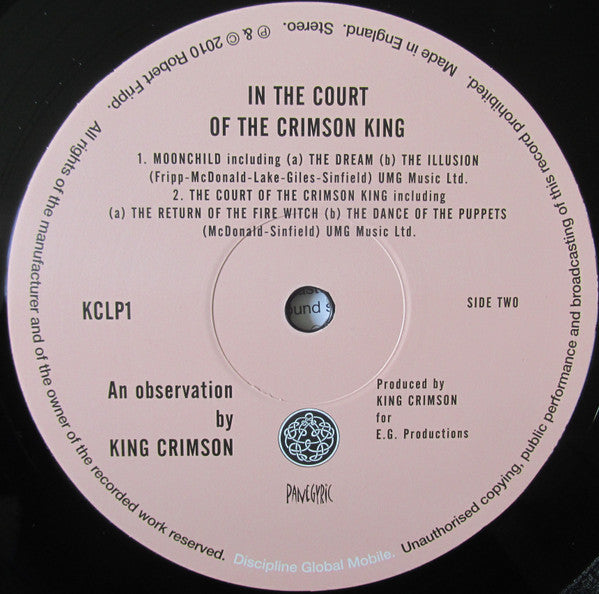 IN THE COURT
OF THE CRIMSON KING
1. MOONCHILD including (a) THE DREAM (b) THE ILLUSION
(Fripp-McDonald-Lake-Giles-Sinfield) UMG Music Ltd.
2. THE COURT OF THE CRIMSON KING including
(a) THE RETURN OF THE FIRE WITCH (b) THE DANCE OF THE PUPPETS
(McDonald-Sinfield) UMG Music Ltd.
KCLP1
SIDE TWO
An observation
by
KING CRIMSON
Produced by
KING CRIMSON
for
E.G. Productions
PANEGYRIC
℗ & © 2010 Robert Fripp. All rights of the manufacturer and of the owner of the recorded work reserved. Discipline Global Mobile. Unauthorised copying, public performance and broadcasting of this record prohibited. Made in England. Stereo.